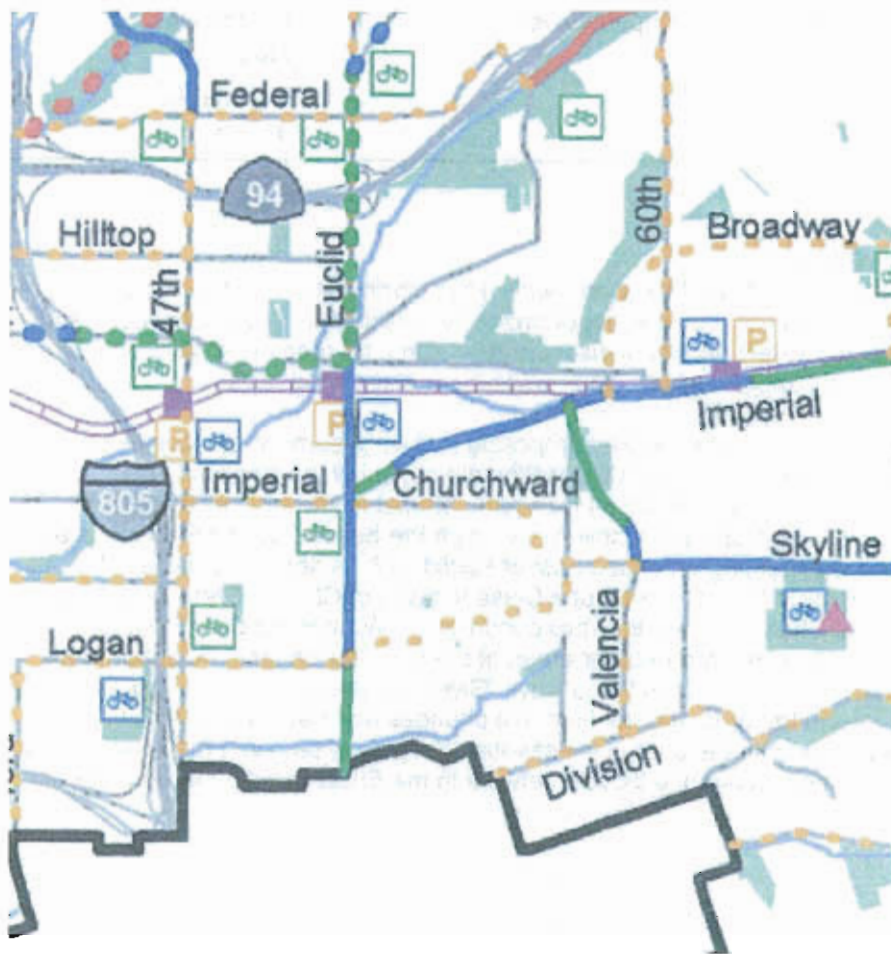 Federal
94
Hilltop
Euclid
60th
Broadway
47th
P
P
P
Imperial
805
Imperial
Churchward
Skyline
Logan
Valencia
Division